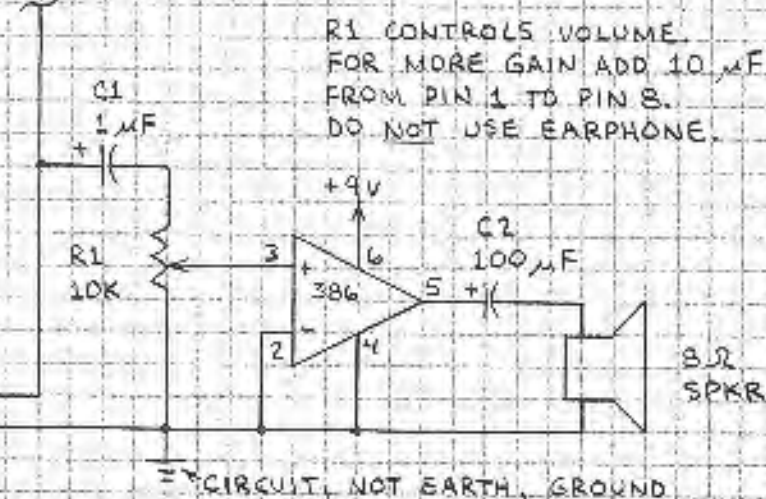 R1 CONTROLS VOLUME.
FOR MORE GAIN ADD 10 µF
FROM PIN 1 TO PIN 8.
DO NOT USE EARPHONE.
C1
1 µF
+
+9V
R1
10K
3
+
6
386
5
C2
100 µF
+
-
2
4
8Ω
SPKR
CIRCUIT, NOT EARTH, GROUND